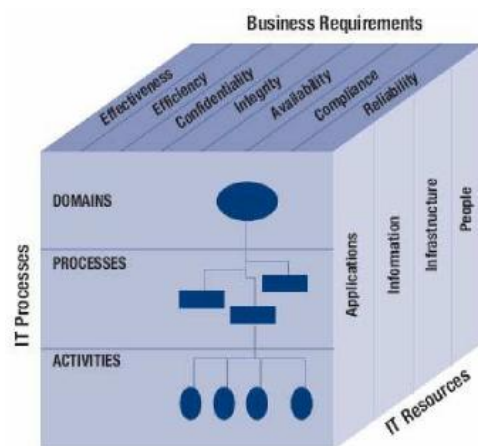 Business Requirements
Effectiveness
Efficiency
Confidentiality
Integrity
Availability
Compliance
Reliability
IT Processes
DOMAINS
PROCESSES
ACTIVITIES
Applications
Information
Infrastructure
People
IT Resources